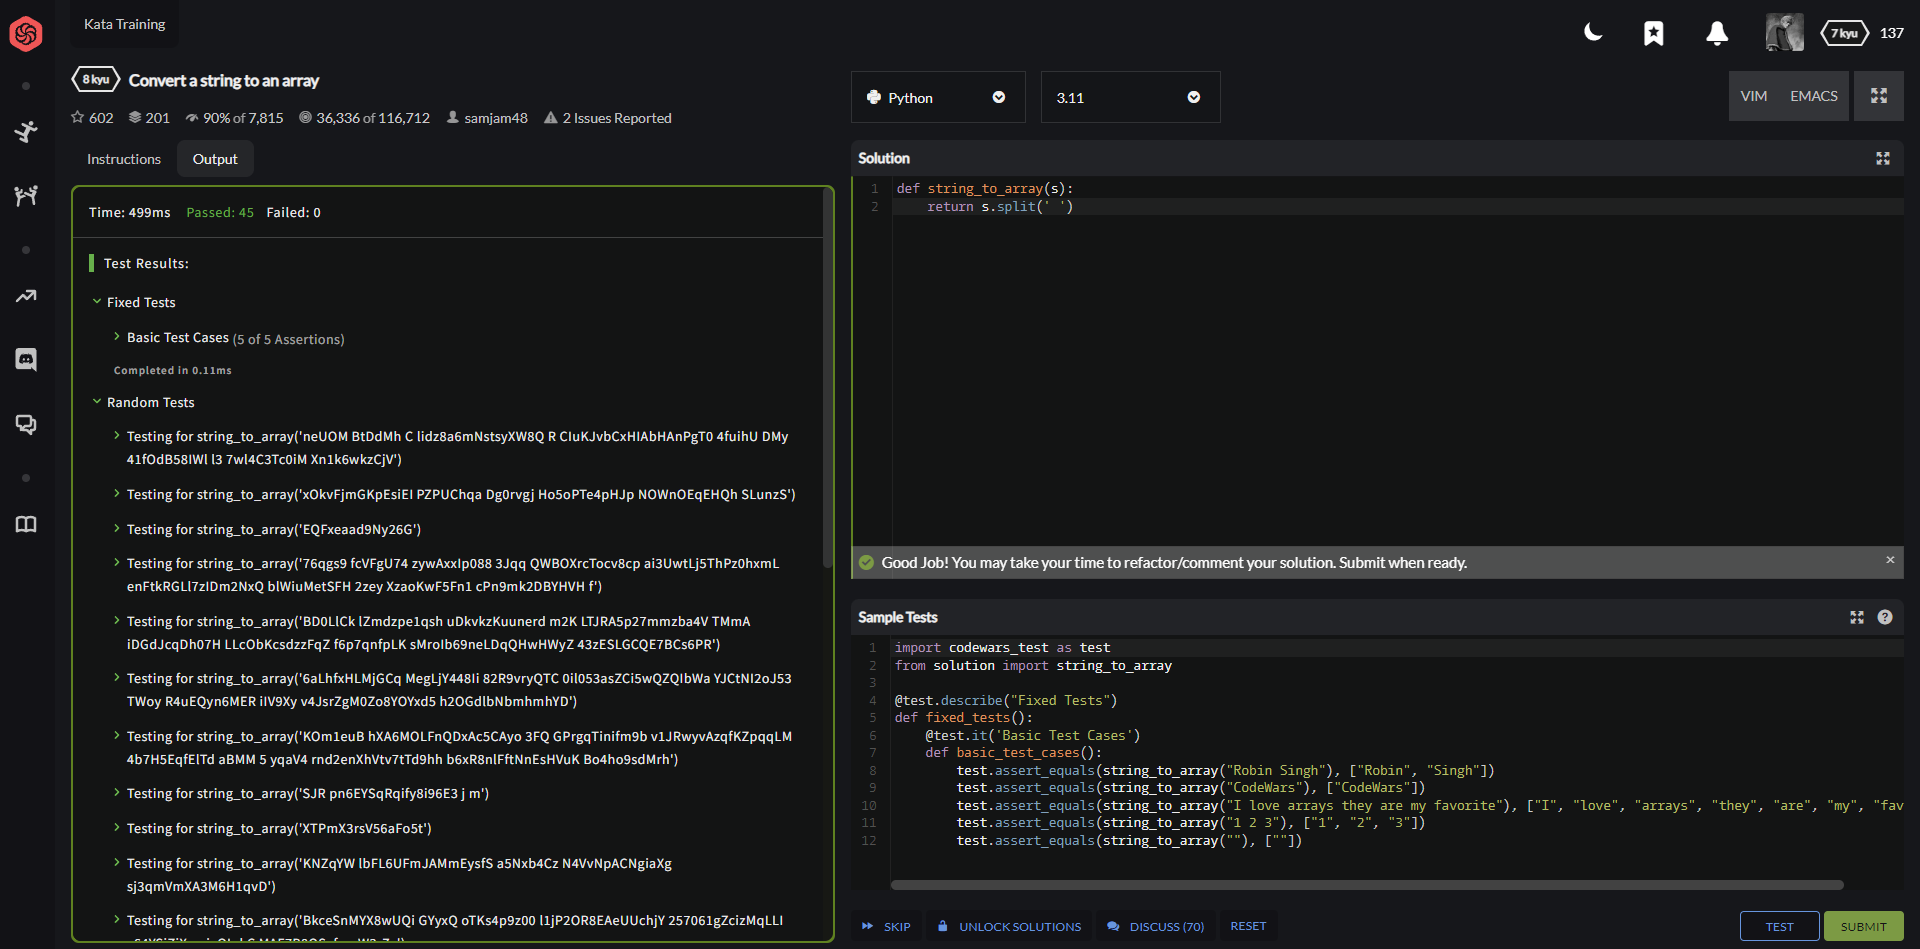 Kata Training
7 kyu 137
8 kyu Convert a string to an array
602 201 90% of 7,815 36,336 of 116,712 samjam48 2 Issues Reported
Instructions Output
Time: 499ms Passed: 45 Failed: 0
Test Results:
Fixed Tests
Basic Test Cases (5 of 5 Assertions)
Completed in 0.11ms
Random Tests
Testing for string_to_array('neUOM BtDdMh C lidz8a6mNstsyXW8Q R CIuKJvbCxHIAbHAnPgT0 4fuihU DMy
41fOdB58IWl l3 7wl4C3Tc0iM Xn1k6wkzCjV')
Testing for string_to_array('xOkvFjmGKpEsiEI PZPUChqa Dg0rvgj Ho5oPTe4pHJp NOWnOEqEHQh SLunzS')
Testing for string_to_array('EQFxeaad9Ny26G')
Testing for string_to_array('76qgs9 fcVFgU74 zywAxxIp088 3Jqq QWBOXrcTocv8cp ai3UwtLj5ThPz0hxmL
enFtkRGLl7zIDm2NxQ blWiuMetSFH 2zey XzaoKwF5Fn1 cPn9mk2DBYHVH f')
Testing for string_to_array('BD0LlCk lZmdzpe1qsh uDkvkzKuunerd m2K LTJRA5p27mmzba4V TMmA
iDGdJcqDh07H LLcObKcsdzzFqZ f6p7qnfpLK sMroIb69neLDqQHwHWyZ 43zESLGCQE7BCs6PR')
Testing for string_to_array('6aLhfxHLMjGCq MegLjY448Ii 82R9vryQTC 0il053asZCi5wQZQIbWa YJCtNI2oJ53
TWoy R4uEQyn6MER iIV9Xy v4JsrZgM0Zo8YOYxd5 h2OGdlbNbmhmhYD')
Testing for string_to_array('KOm1euB hXA6MOLFnQDxAc5CAyo 3FQ GPrgqTinifm9b v1JRwyvAzqfKZpqqLM
4b7H5EqfElTd aBMM 5 yqaV4 rnd2enXhVtv7tTd9hh b6xR8nlFftNnEsHVuK Bo4ho9sdMrh')
Testing for string_to_array('SJR pn6EYSqRqify8i96E3 j m')
Testing for string_to_array('XTPmX3rsV56aFo5t')
Testing for string_to_array('KNZqYW lbFL6UFmJAMmEysfS a5Nxb4Cz N4VvNpACNgiaXg
sj3qmVmXA3M6H1qvD')
Testing for string_to_array('BkceSnMYX8wUQi GYyxQ oTKs4p9z00 l1jP2OR8EAeUUchjY 257061gZcizMqLLI
Python 3.11 VIM EMACS
Solution
1 def string_to_array(s):
2 return s.split(' ')
Good Job! You may take your time to refactor/comment your solution. Submit when ready.
Sample Tests
1 import codewars_test as test
2 from solution import string_to_array
3
4 @test.describe("Fixed Tests")
5 def fixed_tests():
6 @test.it('Basic Test Cases')
7 def basic_test_cases():
8 test.assert_equals(string_to_array("Robin Singh"), ["Robin", "Singh"])
9 test.assert_equals(string_to_array("CodeWars"), ["CodeWars"])
10 test.assert_equals(string_to_array("I love arrays they are my favorite"), ["I", "love", "arrays", "they", "are", "my", "fav
11 test.assert_equals(string_to_array("1 2 3"), ["1", "2", "3"])
12 test.assert_equals(string_to_array(""), [""])
SKIP UNLOCK SOLUTIONS DISCUSS (70) RESET TEST SUBMIT